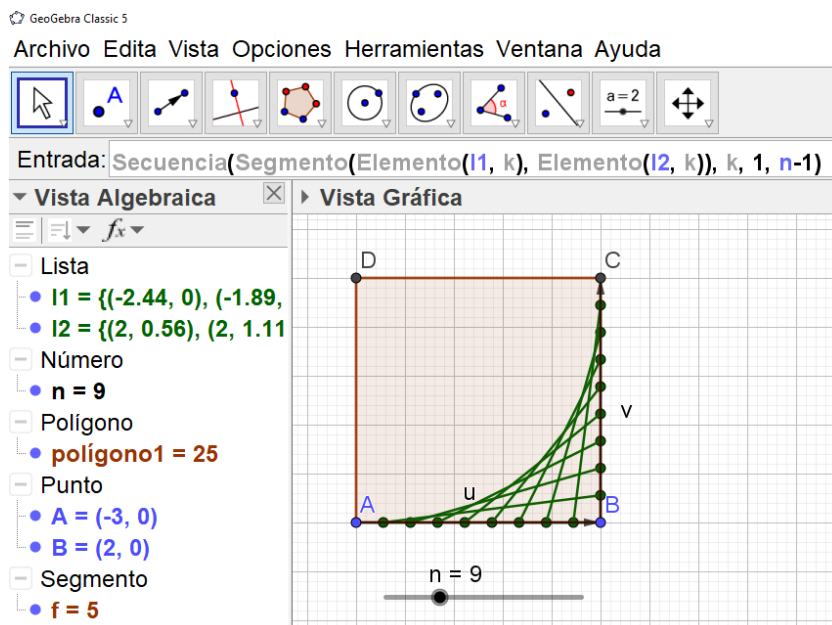 GeoGebra Classic 5
Archivo Edita Vista Opciones Herramientas Ventana Ayuda
A
α
a=2
Entrada: Secuencia(Segmento(Elemento(l1, k), Elemento(l2, k)), k, 1, n-1)
Vista Algebraica
Vista Gráfica
fx
Lista
l1 = {(-2.44, 0), (-1.89,
l2 = {(2, 0.56), (2, 1.11
Número
n = 9
Polígono
polígono1 = 25
Punto
A = (-3, 0)
B = (2, 0)
Segmento
f = 5
D
C
v
u
A
B
n = 9